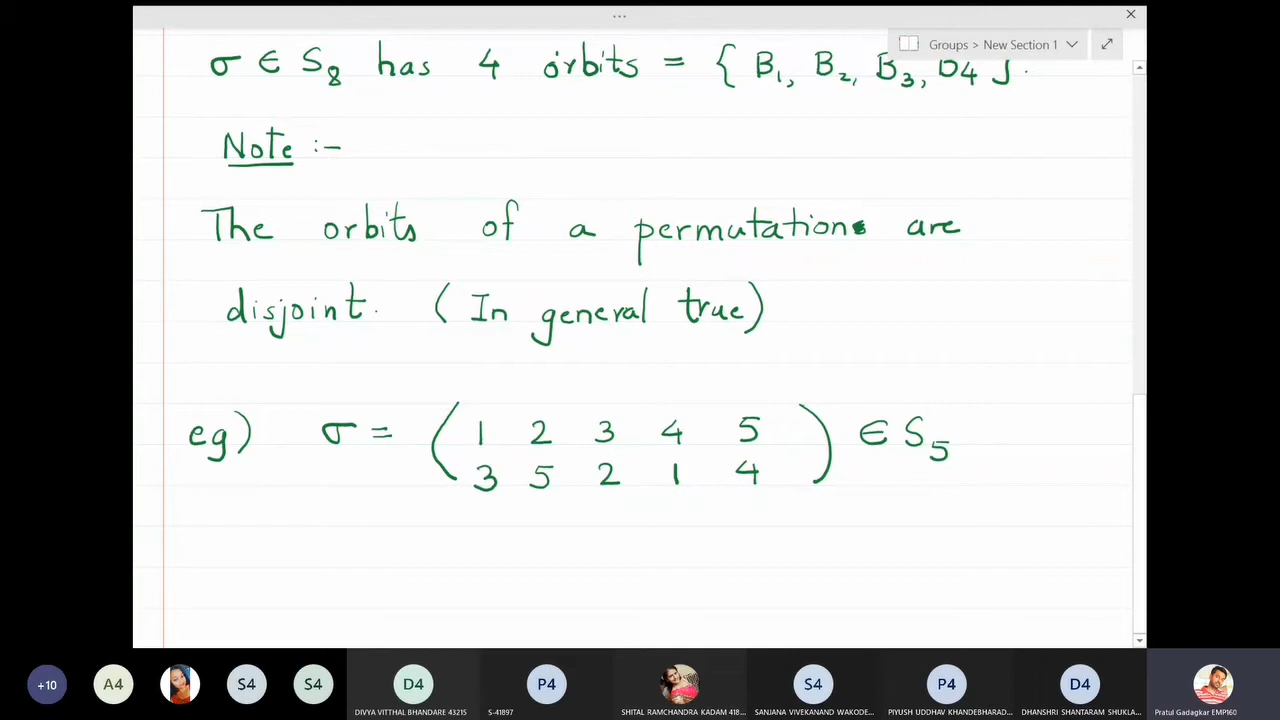 ...
Groups > New Section 1
σ ∈ S₈ has 4 orbits = { B₁, B₂, B₃, B4 }.
Note :-
The orbits of a permutation are
disjoint. (In general true)
eg) σ = ( 1 2 3 4 5 ) ∈ S₅
3 5 2 1 4
+10 A4 S4 S4 D4 P4 S4 P4 D4
DIVYA VITTHAL BHANDARE 43215 S-41897 SHITAL RAMCHANDRA KADAM 418... SANJANA VIVEKANAND WAKODE... PIYUSH UDDHAV KHANDEBHARAD... DHANSHRI SHANTARAM SHUKLA... Pratul Gadagkar EMP160